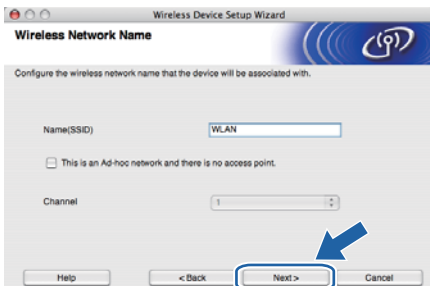 Wireless Device Setup Wizard
Wireless Network Name
Configure the wireless network name that the device will be associated with.
Name(SSID) WLAN
This is an Ad-hoc network and there is no access point.
Channel 1
Help < Back Next > Cancel